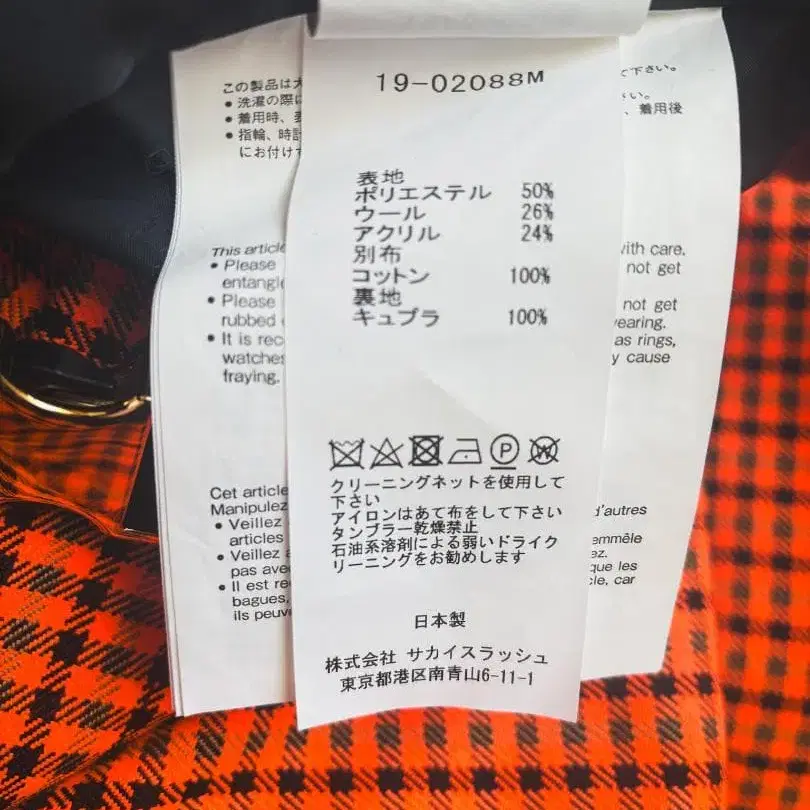 19-02088M
表地
ポリエステル 50%
ウール 26%
アクリル 24%
別布
コットン 100%
裏地
キュプラ 100%
P
W
クリーニングネットを使用して
下さい
アイロンはあて布をして下さい
タンブラー乾燥禁止
石油系溶剤による弱いドライク
リーニングをお勧めします
日本製
株式会社 サカイスラッシュ
東京都港区南青山6-11-1
この製品は
• 洗濯の際に
• 着用時、
• 指輪、時計
にお付け
て下さい。
い。
、着用後
This article
• Please
• Please
rubbed
• It is
watches
fraying.
with care.
not get
not get
wearing.
as rings,
cause
Cet article
Manipulez
• Veillez
articles
• Veillez
pas
• Il est
bagues,
ils
d'autres
emmêle
que les
car